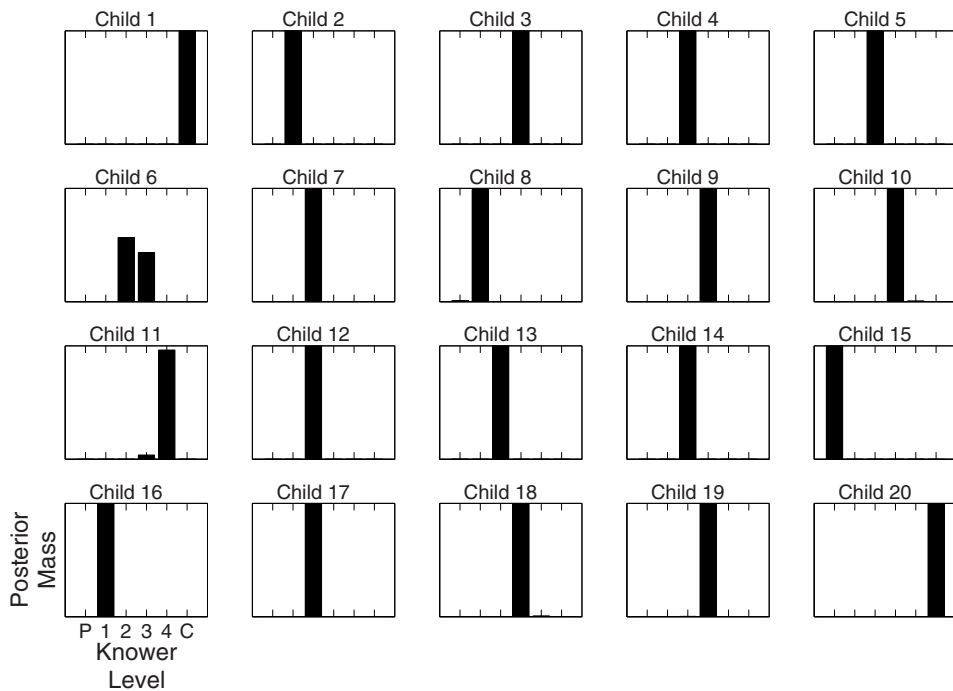 Child 1 Child 2 Child 3 Child 4 Child 5
Child 6 Child 7 Child 8 Child 9 Child 10
Child 11 Child 12 Child 13 Child 14 Child 15
Child 16 Child 17 Child 18 Child 19 Child 20
Posterior
Mass
P 1 2 3 4 C
Knower
Level